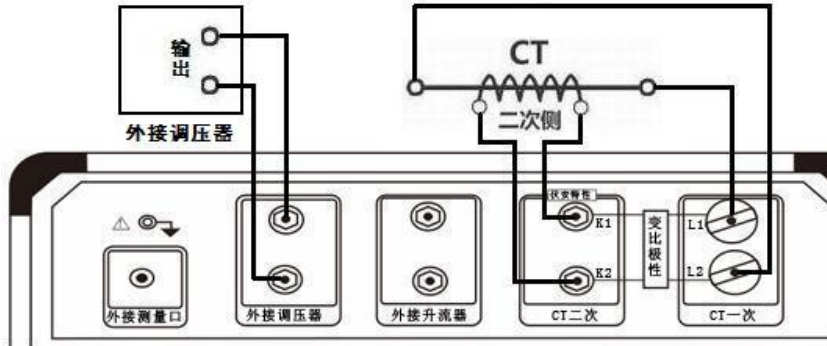 输出
外接调压器
CT
二次侧
伏安特性
K1
K2
变比极性
L1
L2
外接测量口
外接调压器
外接升流器
CT二次
CT一次